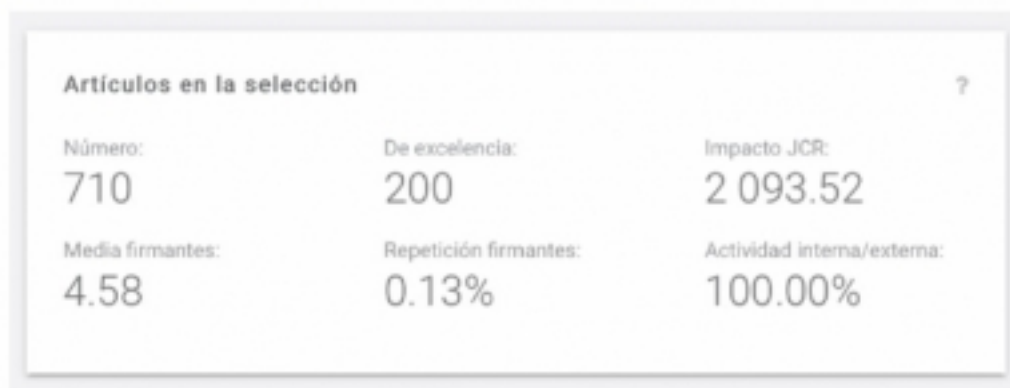 Artículos en la selección ?
Número: De excelencia: Impacto JCR:
710 200 2 093.52
Media firmantes: Repetición firmantes: Actividad interna/externa:
4.58 0.13% 100.00%